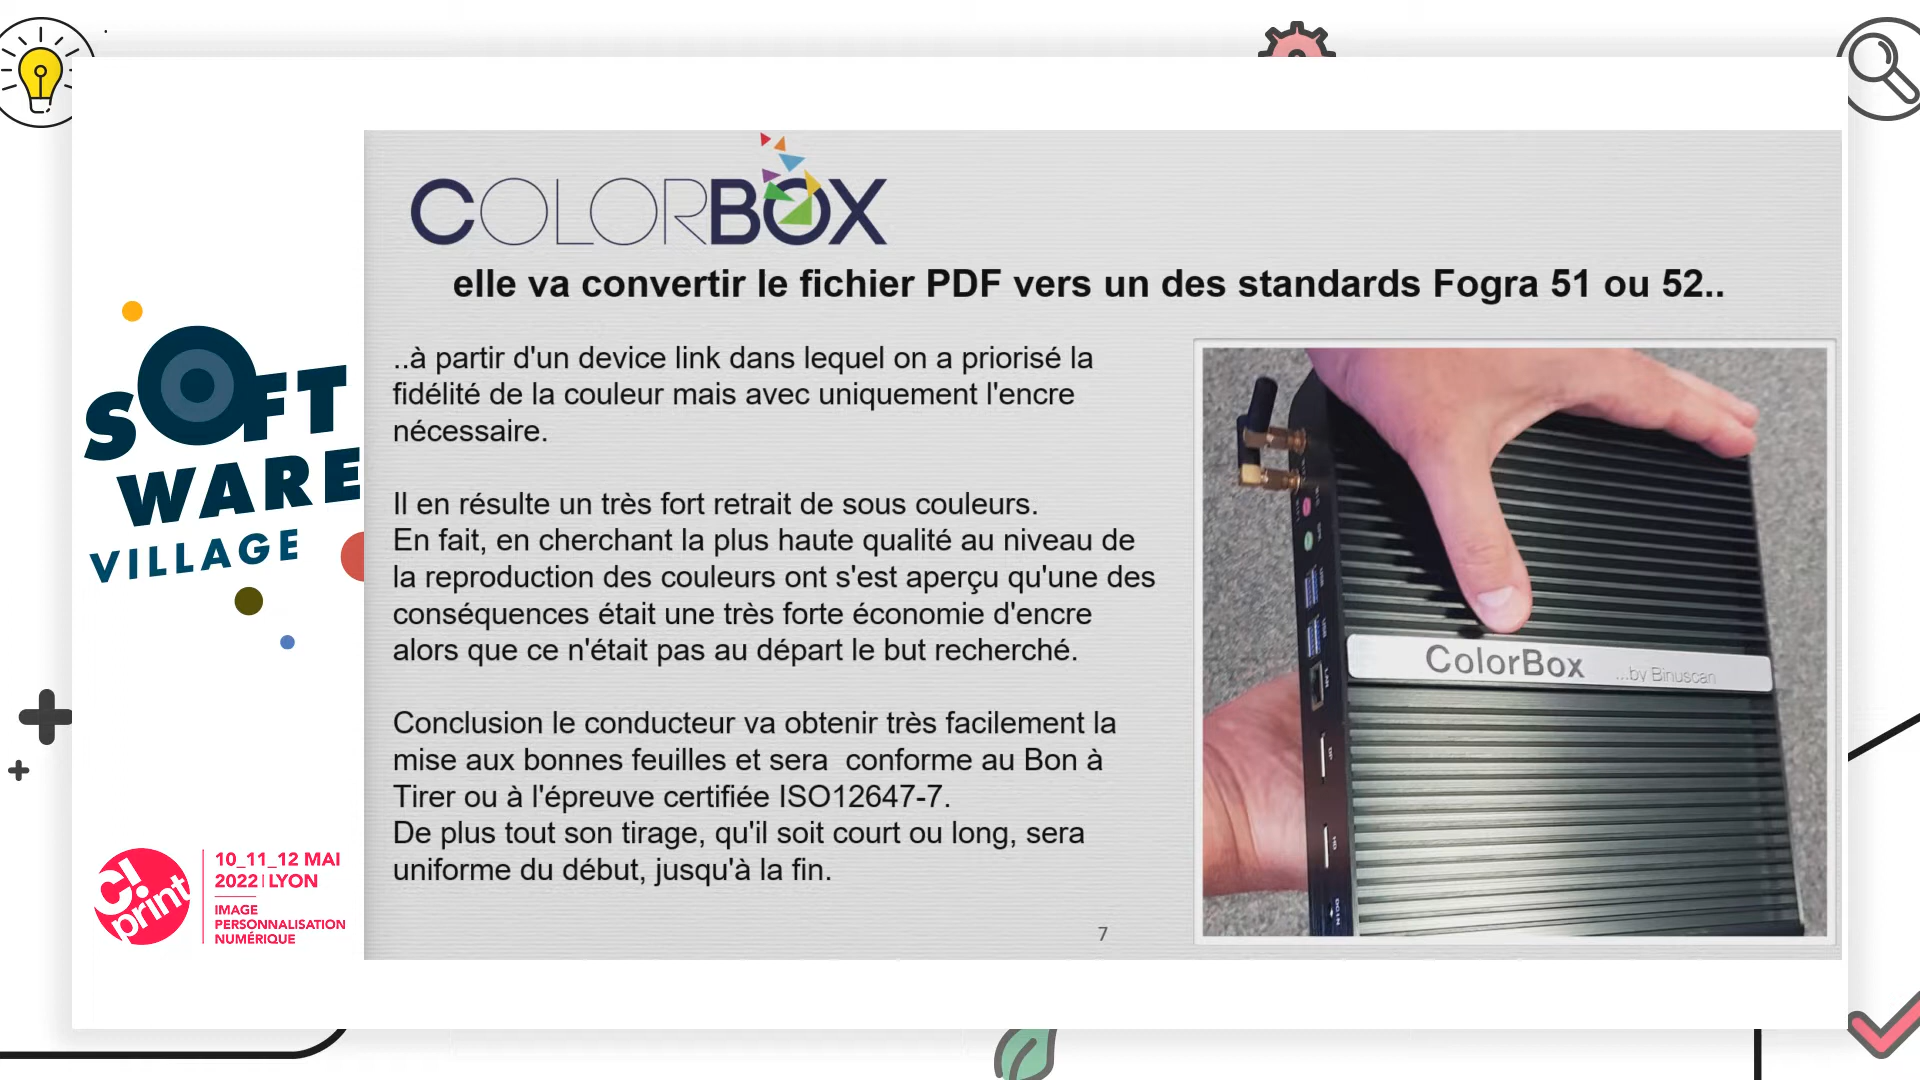 COLORBOX
elle va convertir le fichier PDF vers un des standards Fogra 51 ou 52..
..à partir d'un device link dans lequel on a priorisé la
fidélité de la couleur mais avec uniquement l'encre
nécessaire.
Il en résulte un très fort retrait de sous couleurs.
En fait, en cherchant la plus haute qualité au niveau de
la reproduction des couleurs ont s'est aperçu qu'une des
conséquences était une très forte économie d'encre
alors que ce n'était pas au départ le but recherché.
Conclusion le conducteur va obtenir très facilement la
mise aux bonnes feuilles et sera  conforme au Bon à
Tirer ou à l'épreuve certifiée ISO12647-7.
De plus tout son tirage, qu'il soit court ou long, sera
uniforme du début, jusqu'à la fin.
7
ColorBox ...by Binuscan
USB
USB
LAN
DC IN
SOFT
WARE
VILLAGE
C!
print
10_11_12 MAI
2022 | LYON
IMAGE
PERSONNALISATION
NUMÉRIQUE